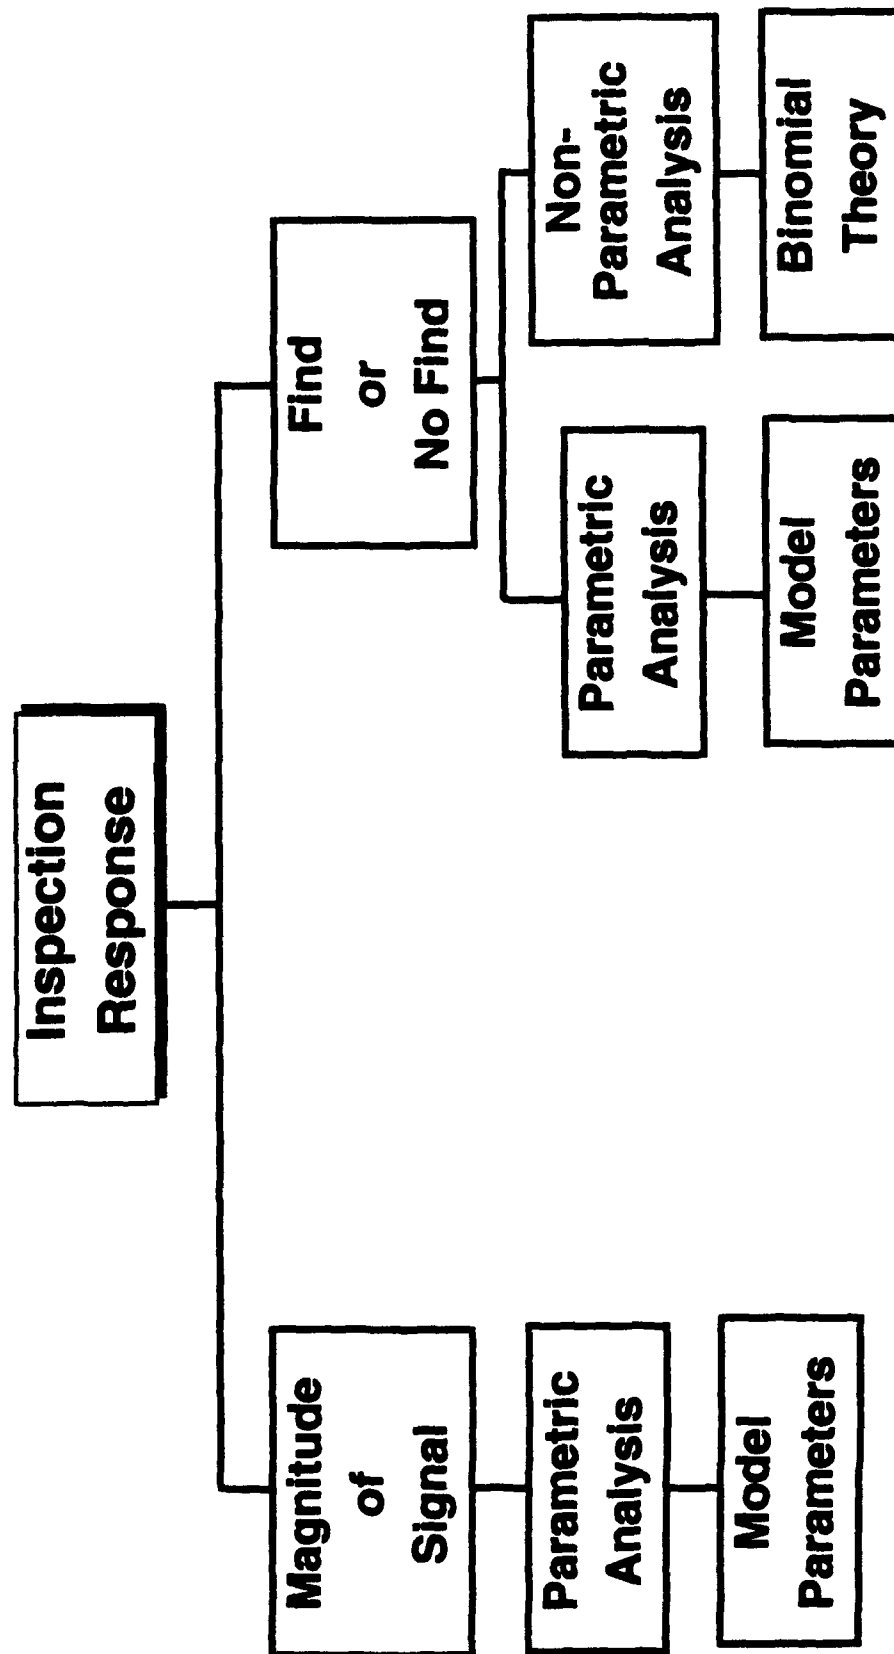 Inspection
Response
Magnitude
of
Signal
Parametric
Analysis
Model
Parameters
Find
or
No Find
Parametric
Analysis
Model
Parameters
Non-
Parametric
Analysis
Binomial
Theory